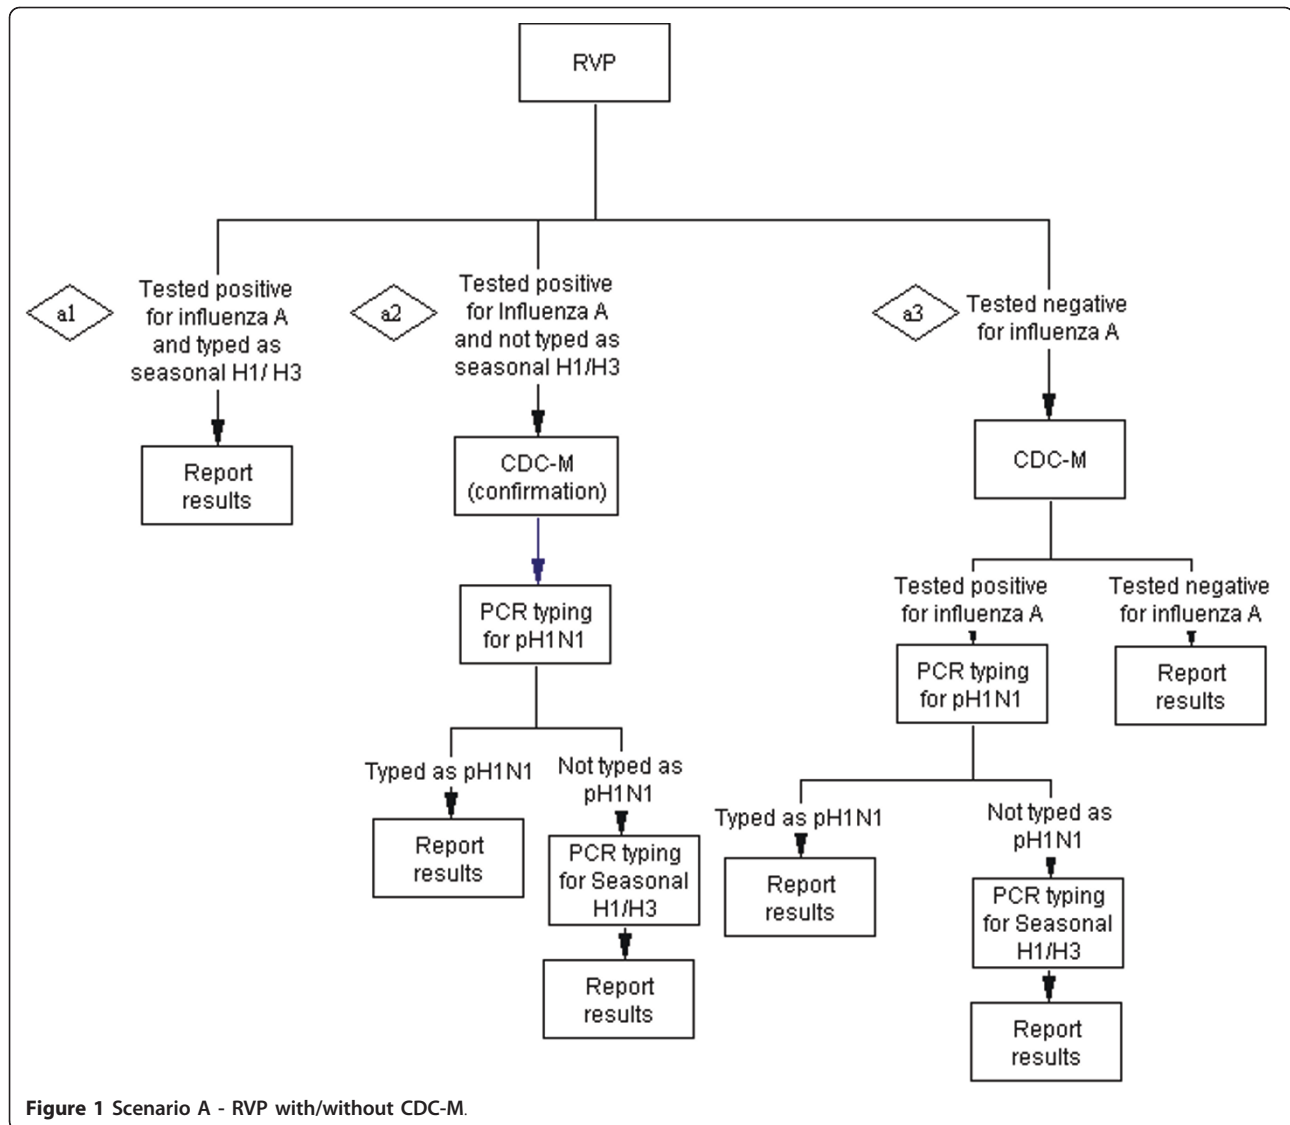 RVP
a1
Tested positive
for influenza A
and typed as
seasonal H1/ H3
Report
results
a2
Tested positive
for Influenza A
and not typed as
seasonal H1/H3
CDC-M
(confirmation)
PCR typing
for pH1N1
Typed as pH1N1
Report
results
Not typed as
pH1N1
PCR typing
for Seasonal
H1/H3
Report
results
a3
Tested negative
for influenza A
CDC-M
Tested positive
for influenza A
PCR typing
for pH1N1
Typed as pH1N1
Report
results
Not typed as
pH1N1
PCR typing
for Seasonal
H1/H3
Report
results
Tested negative
for influenza A
Report
results
Figure 1 Scenario A - RVP with/without CDC-M.